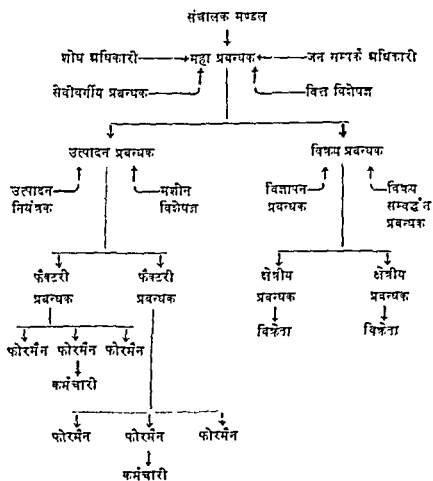 संचालक मण्डल
शोध अधिकारी महा प्रबन्धक जन सम्पर्क अधिकारी
सेवीवर्गीय प्रबन्धक वित्त विशेषज्ञ
उत्पादन प्रबन्धक विक्रय प्रबन्धक
उत्पादन मशीन विज्ञापन विक्रय
नियंत्रक विशेषज्ञ प्रबन्धक सम्वर्द्धन
प्रबन्धक
फैक्टरी फैक्टरी क्षेत्रीय क्षेत्रीय
प्रबन्धक प्रबन्धक प्रबन्धक प्रबन्धक
विक्रेता विक्रेता
फोरमैन फोरमैन फोरमैन
कर्मचारी
फोरमैन फोरमैन फोरमैन
कर्मचारी